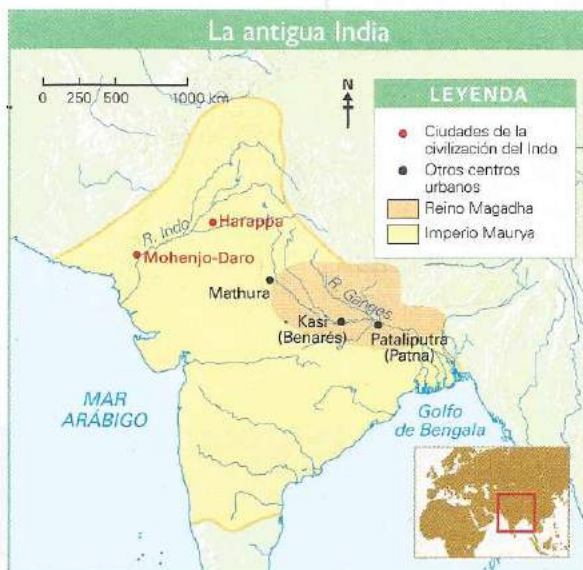 La antigua India
0 250 500 1000 km
N
LEYENDA
Ciudades de la
civilización del Indo
Otros centros
urbanos
Reino Magadha
Imperio Maurya
R. Indo
Harappa
Mohenjo-Daro
Mathura
R. Ganges
Kasi
(Benarés)
Pataliputra
(Patna)
MAR
ARÁBIGO
Golfo
de Bengala